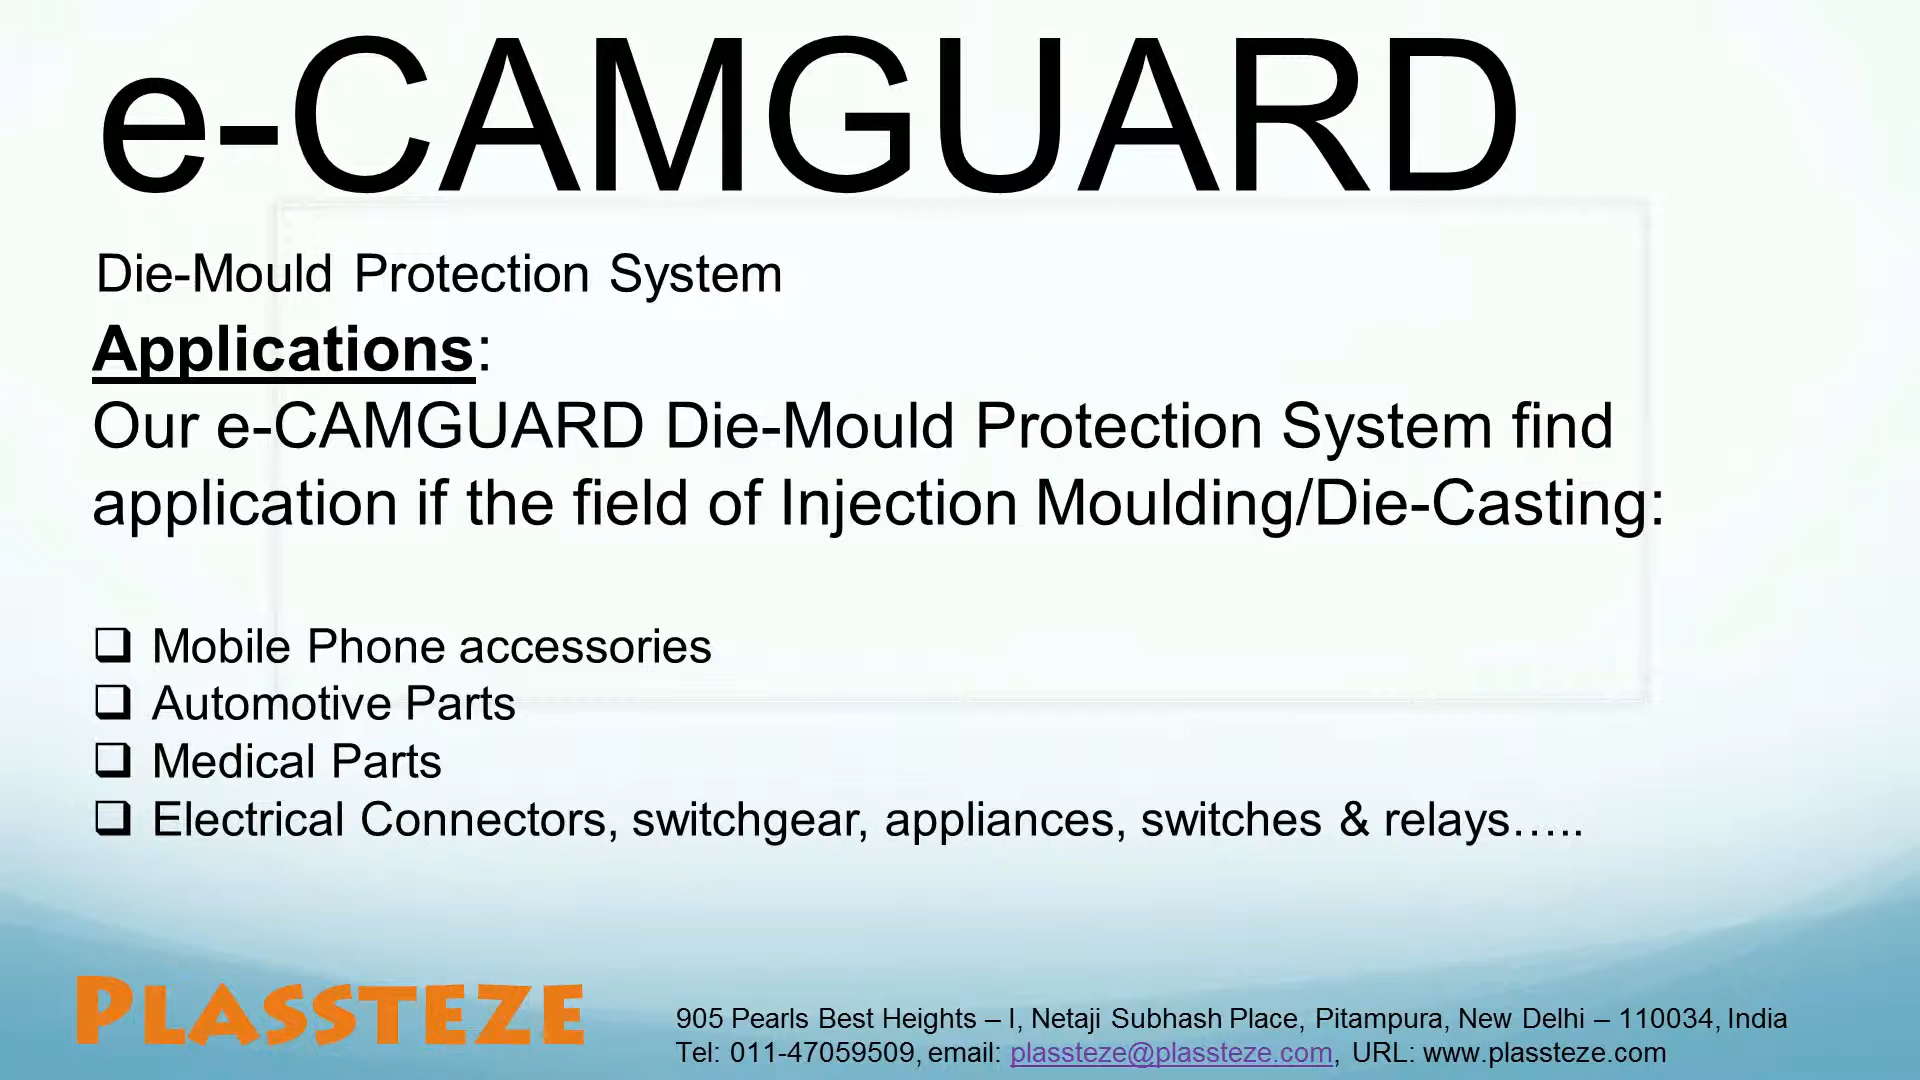 e-CAMGUARD
Die-Mould Protection System
Applications:
Our e-CAMGUARD Die-Mould Protection System find
application if the field of Injection Moulding/Die-Casting:
❑ Mobile Phone accessories
❑ Automotive Parts
❑ Medical Parts
❑ Electrical Connectors, switchgear, appliances, switches & relays…..
PLASSTEZE
905 Pearls Best Heights – I, Netaji Subhash Place, Pitampura, New Delhi – 110034, India
Tel: 011-47059509, email: plassteze@plassteze.com, URL: www.plassteze.com